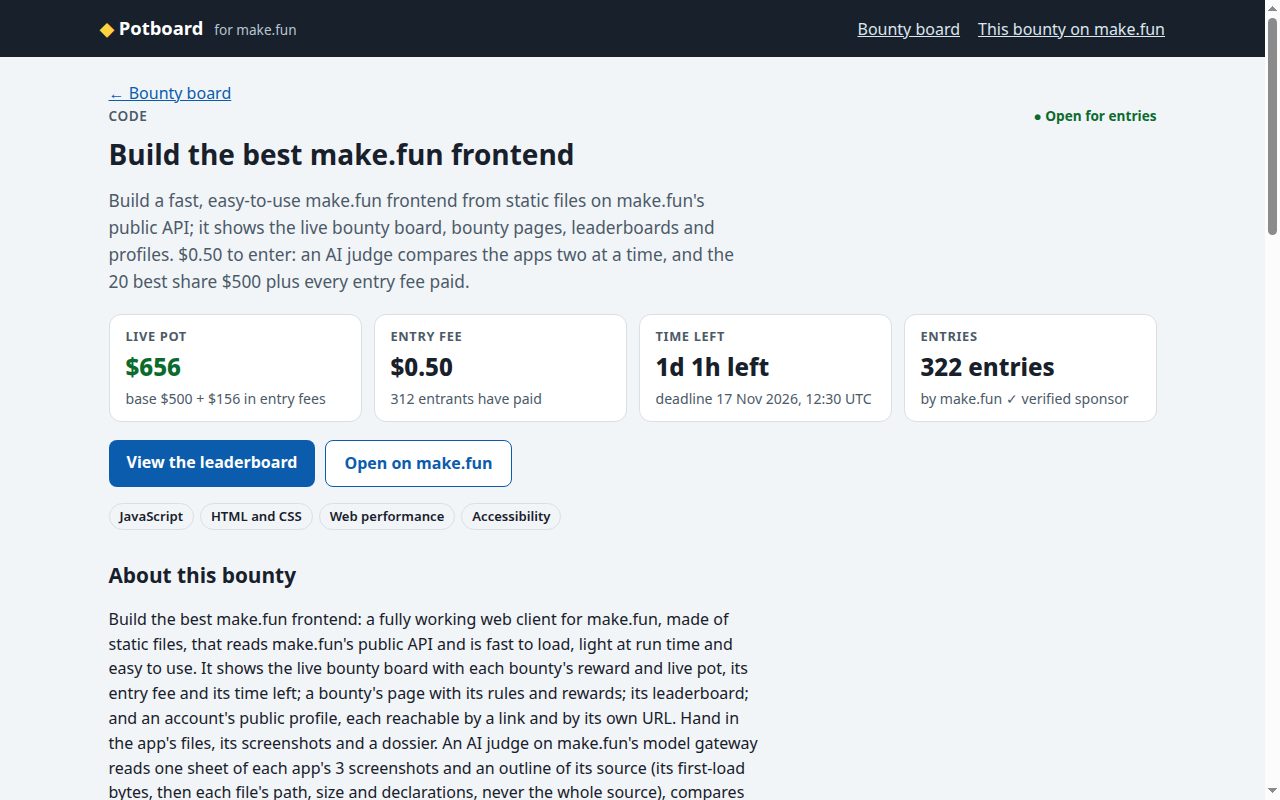 ◆ Potboard for make.fun
Bounty board This bounty on make.fun
← Bounty board
CODE
● Open for entries
Build the best make.fun frontend
Build a fast, easy-to-use make.fun frontend from static files on make.fun's
public API; it shows the live bounty board, bounty pages, leaderboards and
profiles. $0.50 to enter: an AI judge compares the apps two at a time, and the
20 best share $500 plus every entry fee paid.
LIVE POT
$656
base $500 + $156 in entry fees
ENTRY FEE
$0.50
312 entrants have paid
TIME LEFT
1d 1h left
deadline 17 Nov 2026, 12:30 UTC
ENTRIES
322 entries
by make.fun ✓ verified sponsor
View the leaderboard
Open on make.fun
JavaScript
HTML and CSS
Web performance
Accessibility
About this bounty
Build the best make.fun frontend: a fully working web client for make.fun, made of
static files, that reads make.fun's public API and is fast to load, light at run time and
easy to use. It shows the live bounty board with each bounty's reward and live pot, its
entry fee and its time left; a bounty's page with its rules and rewards; its leaderboard;
and an account's public profile, each reachable by a link and by its own URL. Hand in
the app's files, its screenshots and a dossier. An AI judge on make.fun's model gateway
reads one sheet of each app's 3 screenshots and an outline of its source (its first-load
bytes, then each file's path, size and declarations, never the whole source), compares